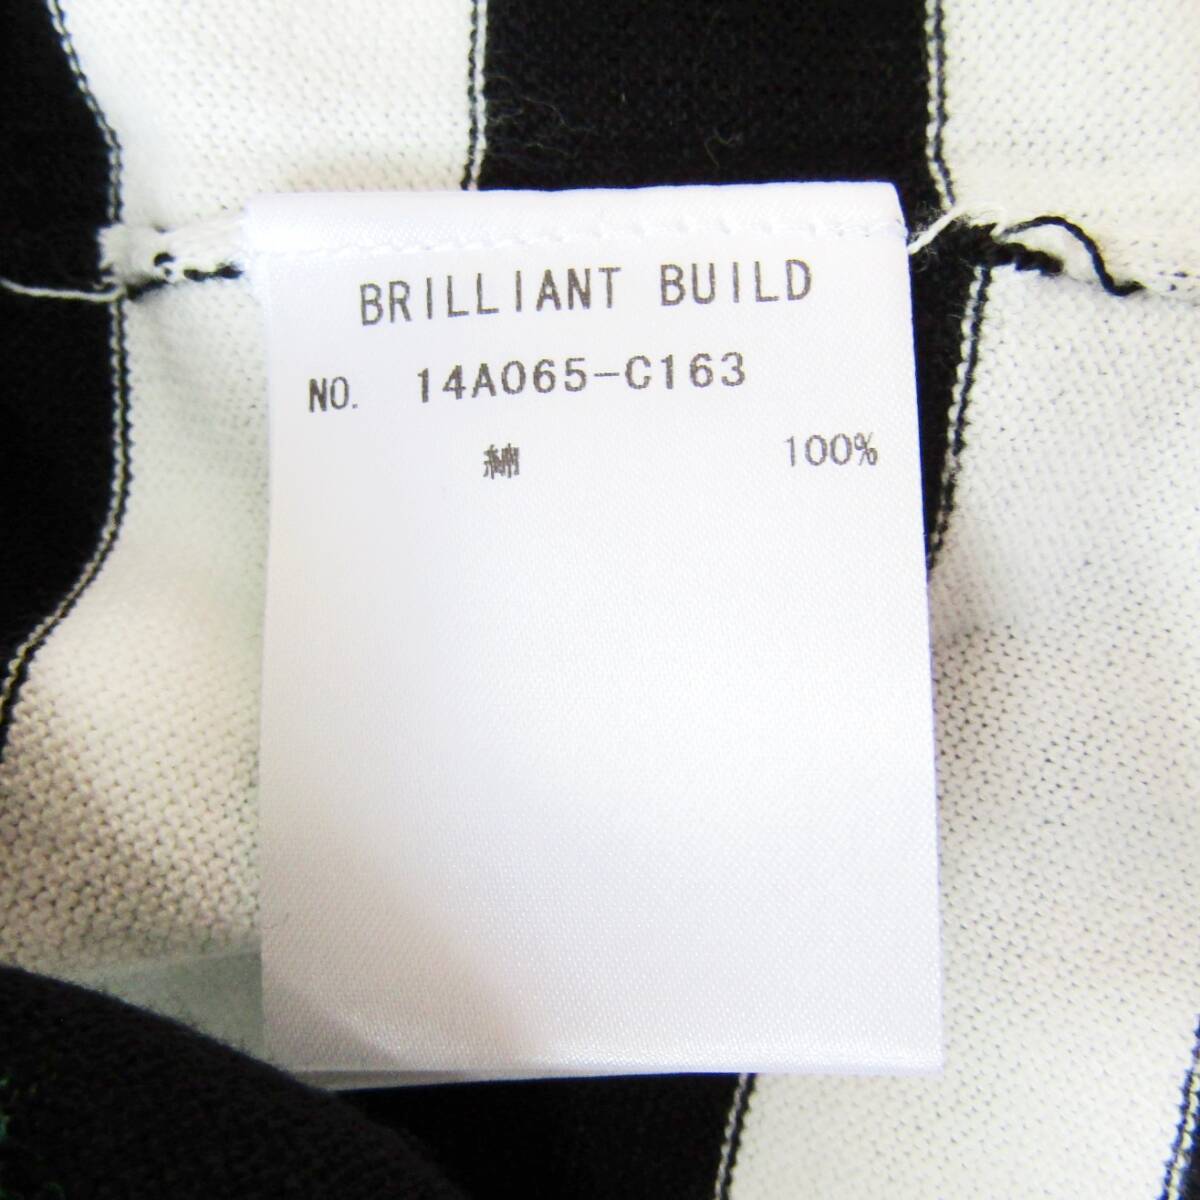 BRILLIANT BUILD
NO. 14A065-C163
綿 100%